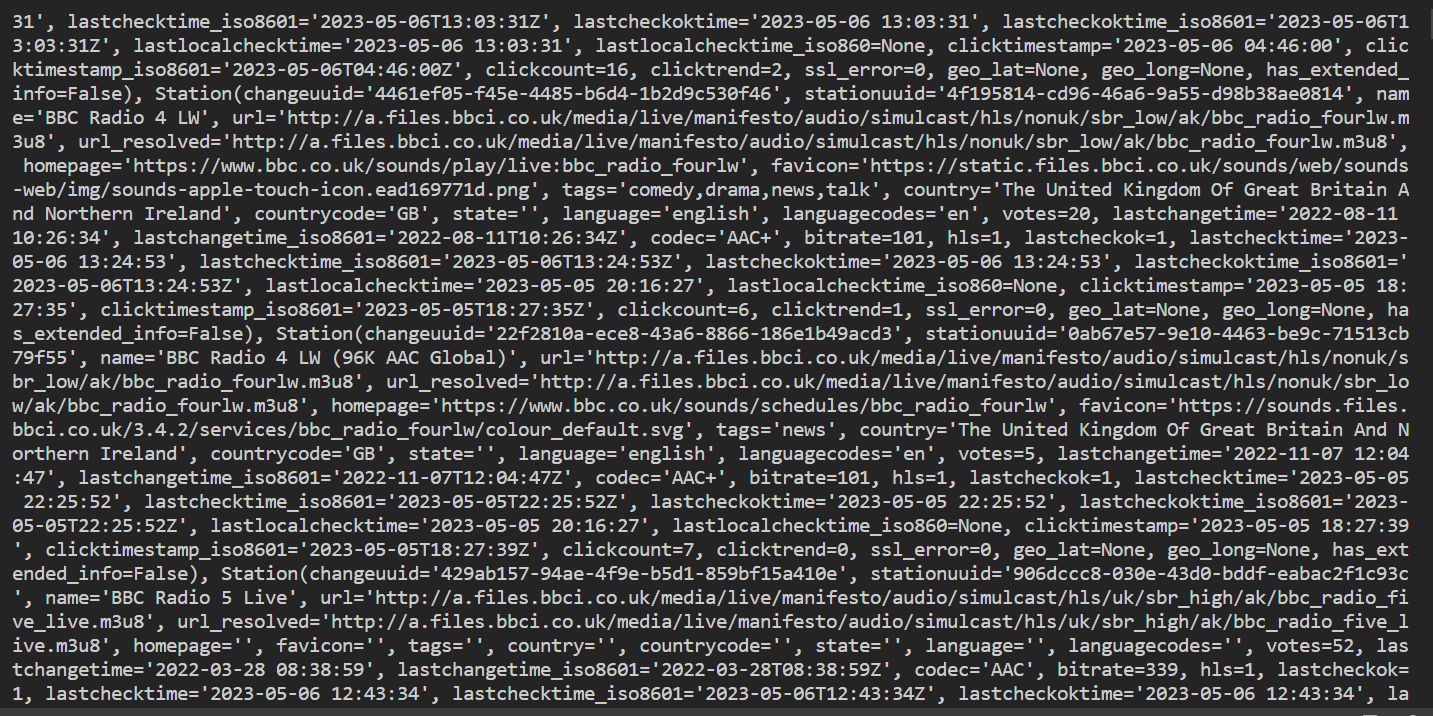 31', lastchecktime_iso8601='2023-05-06T13:03:31Z', lastcheckoktime='2023-05-06 13:03:31', lastcheckoktime_iso8601='2023-05-06T1
3:03:31Z', lastlocalchecktime='2023-05-06 13:03:31', lastlocalchecktime_iso860=None, clicktimestamp='2023-05-06 04:46:00', clic
ktimestamp_iso8601='2023-05-06T04:46:00Z', clickcount=16, clicktrend=2, ssl_error=0, geo_lat=None, geo_long=None, has_extended_
info=False), Station(changeuuid='4461ef05-f45e-4485-b6d4-1b2d9c530f46', stationuuid='4f195814-cd96-46a6-9a55-d98b38ae0814', nam
e='BBC Radio 4 LW', url='http://a.files.bbci.co.uk/media/live/manifesto/audio/simulcast/hls/nonuk/sbr_low/ak/bbc_radio_fourlw.m
3u8', url_resolved='http://a.files.bbci.co.uk/media/live/manifesto/audio/simulcast/hls/nonuk/sbr_low/ak/bbc_radio_fourlw.m3u8',
 homepage='https://www.bbc.co.uk/sounds/play/live:bbc_radio_fourlw', favicon='https://static.files.bbci.co.uk/sounds/web/sounds
-web/img/sounds-apple-touch-icon.ead169771d.png', tags='comedy,drama,news,talk', country='The United Kingdom Of Great Britain A
nd Northern Ireland', countrycode='GB', state='', language='english', languagecodes='en', votes=20, lastchangetime='2022-08-11 
10:26:34', lastchangetime_iso8601='2022-08-11T10:26:34Z', codec='AAC+', bitrate=101, hls=1, lastcheckok=1, lastchecktime='2023-
05-06 13:24:53', lastchecktime_iso8601='2023-05-06T13:24:53Z', lastcheckoktime='2023-05-06 13:24:53', lastcheckoktime_iso8601='
2023-05-06T13:24:53Z', lastlocalchecktime='2023-05-05 20:16:27', lastlocalchecktime_iso860=None, clicktimestamp='2023-05-05 18:
27:35', clicktimestamp_iso8601='2023-05-05T18:27:35Z', clickcount=6, clicktrend=1, ssl_error=0, geo_lat=None, geo_long=None, ha
s_extended_info=False), Station(changeuuid='22f2810a-ece8-43a6-8866-186e1b49acd3', stationuuid='0ab67e57-9e10-4463-be9c-71513cb
79f55', name='BBC Radio 4 LW (96K AAC Global)', url='http://a.files.bbci.co.uk/media/live/manifesto/audio/simulcast/hls/nonuk/s
br_low/ak/bbc_radio_fourlw.m3u8', url_resolved='http://a.files.bbci.co.uk/media/live/manifesto/audio/simulcast/hls/nonuk/sbr_lo
w/ak/bbc_radio_fourlw.m3u8', homepage='https://www.bbc.co.uk/sounds/schedules/bbc_radio_fourlw', favicon='https://sounds.files.
bbci.co.uk/3.4.2/services/bbc_radio_fourlw/colour_default.svg', tags='news', country='The United Kingdom Of Great Britain And N
orthern Ireland', countrycode='GB', state='', language='english', languagecodes='en', votes=5, lastchangetime='2022-11-07 12:04
:47', lastchangetime_iso8601='2022-11-07T12:04:47Z', codec='AAC+', bitrate=101, hls=1, lastcheckok=1, lastchecktime='2023-05-05
 22:25:52', lastchecktime_iso8601='2023-05-05T22:25:52Z', lastcheckoktime='2023-05-05 22:25:52', lastcheckoktime_iso8601='2023-
05-05T22:25:52Z', lastlocalchecktime='2023-05-05 20:16:27', lastlocalchecktime_iso860=None, clicktimestamp='2023-05-05 18:27:39
', clicktimestamp_iso8601='2023-05-05T18:27:39Z', clickcount=7, clicktrend=0, ssl_error=0, geo_lat=None, geo_long=None, has_ext
ended_info=False), Station(changeuuid='429ab157-94ae-4f9e-b5d1-859bf15a410e', stationuuid='906dccc8-030e-43d0-bddf-eabac2f1c93c
', name='BBC Radio 5 Live', url='http://a.files.bbci.co.uk/media/live/manifesto/audio/simulcast/hls/uk/sbr_high/ak/bbc_radio_fi
ve_live.m3u8', url_resolved='http://a.files.bbci.co.uk/media/live/manifesto/audio/simulcast/hls/uk/sbr_high/ak/bbc_radio_five_l
ive.m3u8', homepage='', favicon='', tags='', country='', countrycode='', state='', language='', languagecodes='', votes=52, las
tchangetime='2022-03-28 08:38:59', lastchangetime_iso8601='2022-03-28T08:38:59Z', codec='AAC', bitrate=339, hls=1, lastcheckok=
1, lastchecktime='2023-05-06 12:43:34', lastchecktime_iso8601='2023-05-06T12:43:34Z', lastcheckoktime='2023-05-06 12:43:34', la